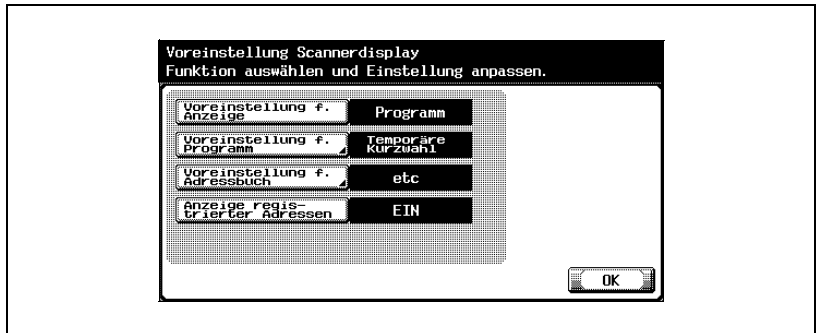 Voreinstellung Scannerdisplay
Funktion auswählen und Einstellung anpassen.
Voreinstellung f.
Anzeige
Programm
Voreinstellung f.
Programm
Temporäre
Kurzwahl
Voreinstellung f.
Adressbuch
etc
Anzeige regis-
trierter Adressen
EIN
OK